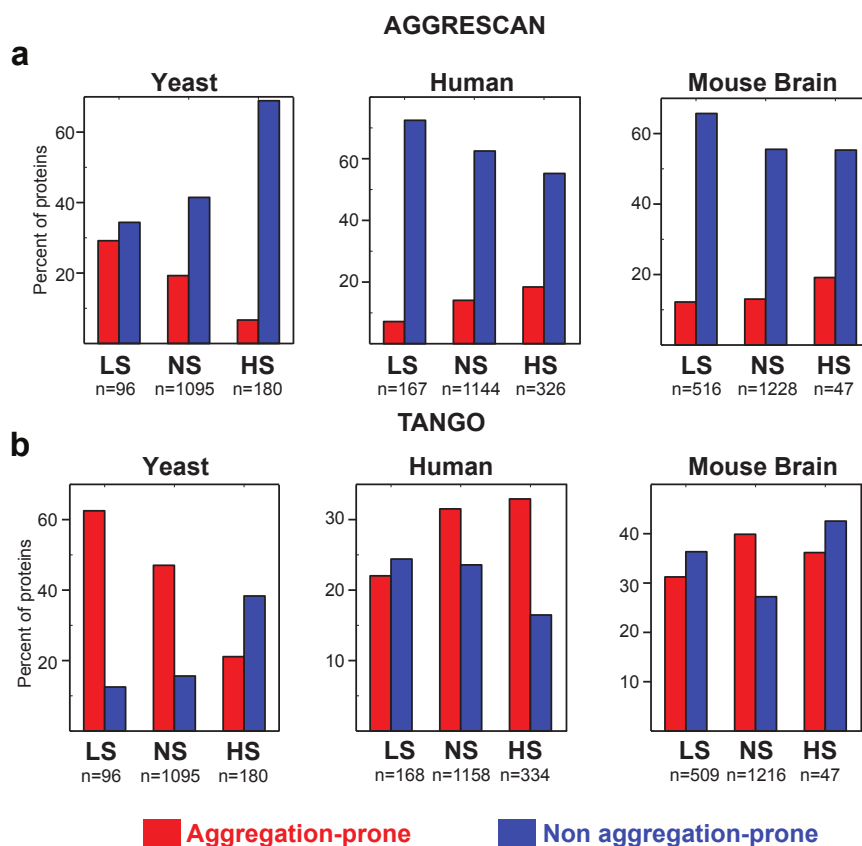 AGGRESCAN
a
Yeast Human Mouse Brain
Percent of proteins
60 40 20
60 40 20
60 40 20
LS NS HS LS NS HS LS NS HS
n=96 n=1095 n=180 n=167 n=1144 n=326 n=516 n=1228 n=47
TANGO
b
Yeast Human Mouse Brain
Percent of proteins
60 40 20
30 20 10
40 30 40 10
LS NS HS LS NS HS LS NS HS
n=96 n=1095 n=180 n=168 n=1158 n=334 n=509 n=1216 n=47
Aggregation-prone Non aggregation-prone